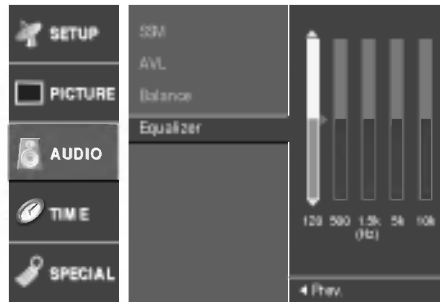 SETUP
PICTURE
AUDIO
TIME
SPECIAL
SSM
AVL
Balance
Equalizer
120 500 1.5k 5k 10k
(Hz)
◀ Prev.